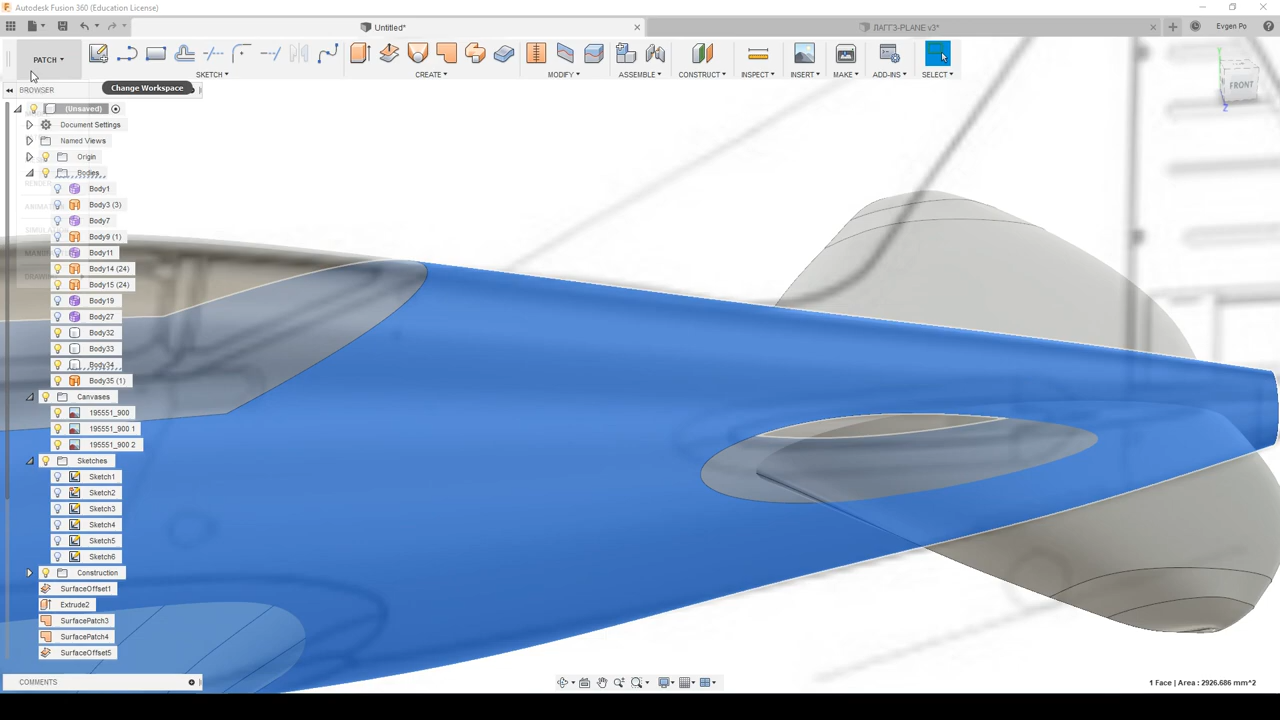 Autodesk Fusion 360 (Education License)
Untitled*
ЛАГГ3-PLANE v3*
Evgen Po
PATCH
SKETCH
CREATE
MODIFY
ASSEMBLE
CONSTRUCT
INSPECT
INSERT
MAKE
ADD-INS
SELECT
BROWSER
Change Workspace
FRONT
Z
(Unsaved)
Document Settings
Named Views
Origin
Bodies
Body1
Body3 (3)
Body7
Body9 (1)
Body11
Body14 (24)
Body15 (24)
Body19
Body27
Body32
Body33
Body34
Body35 (1)
Canvases
195551_900
195551_900 1
195551_900 2
Sketches
Sketch1
Sketch2
Sketch3
Sketch4
Sketch5
Sketch6
Construction
SurfaceOffset1
Extrude2
SurfacePatch3
SurfacePatch4
SurfaceOffset5
COMMENTS
1 Face | Area : 2926.686 mm^2